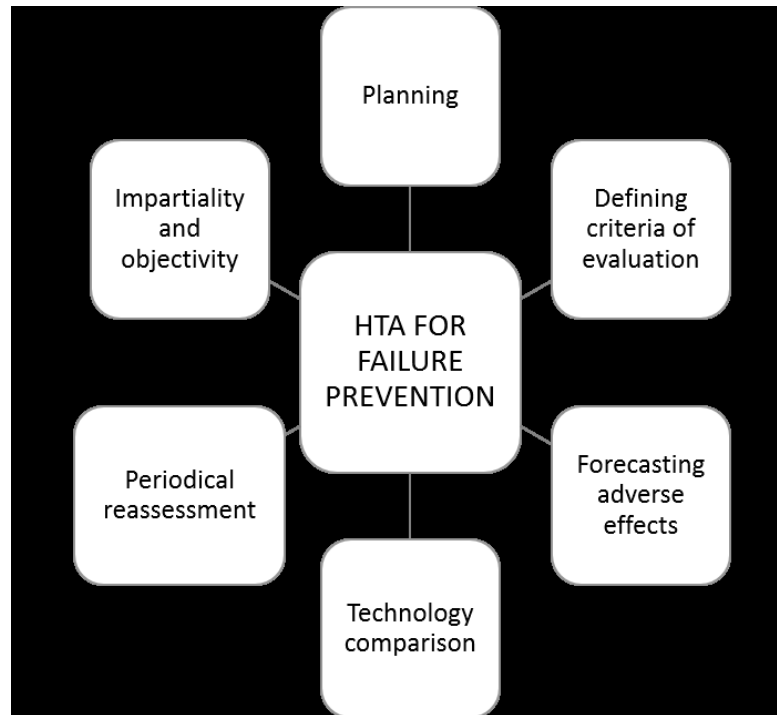 Planning
Defining
criteria of
evaluation
Forecasting
adverse
effects
Technology
comparison
Periodical
reassessment
Impartiality
and
objectivity
HTA FOR
FAILURE
PREVENTION